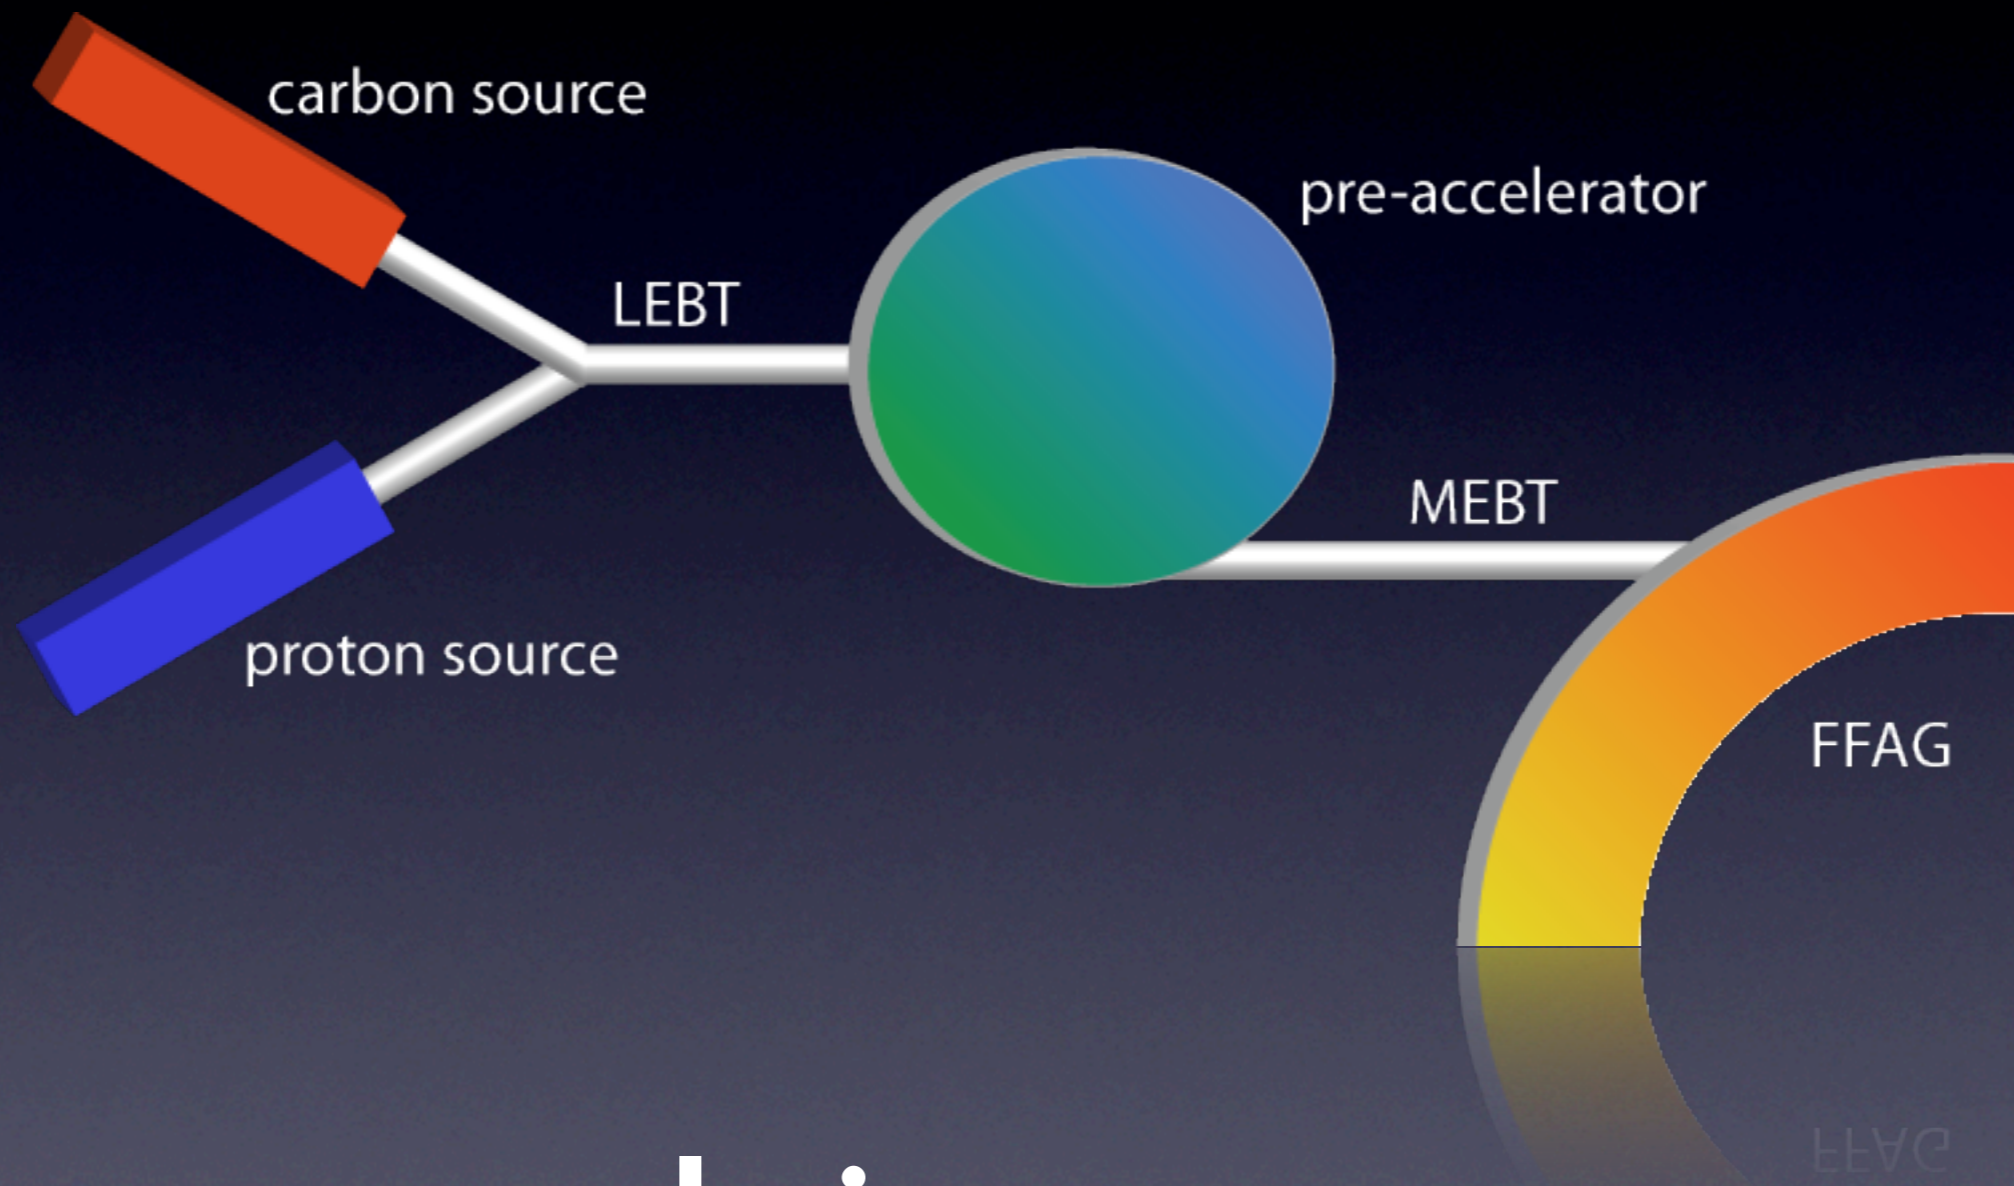 carbon source
pre-accelerator
LEBT
MEBT
proton source
FFAG